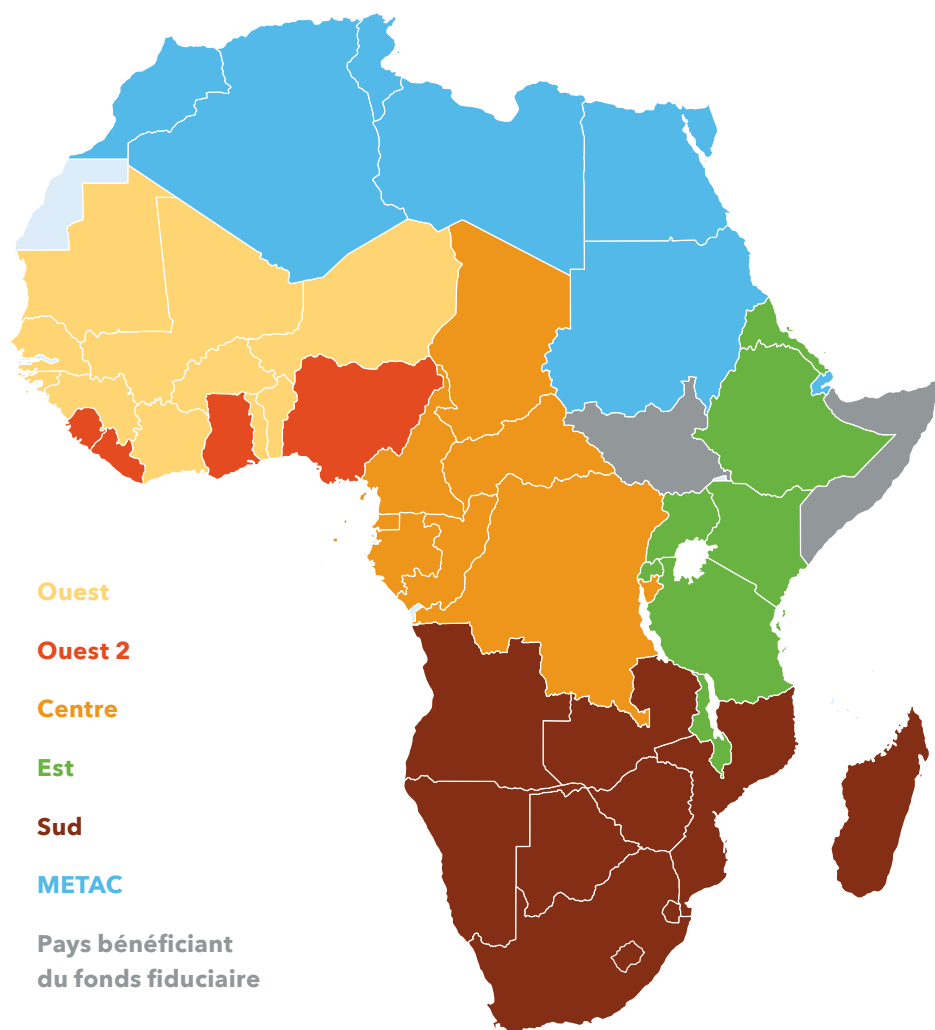 Ouest
Ouest 2
Centre
Est
Sud
METAC
Pays bénéficiant
du fonds fiduciaire